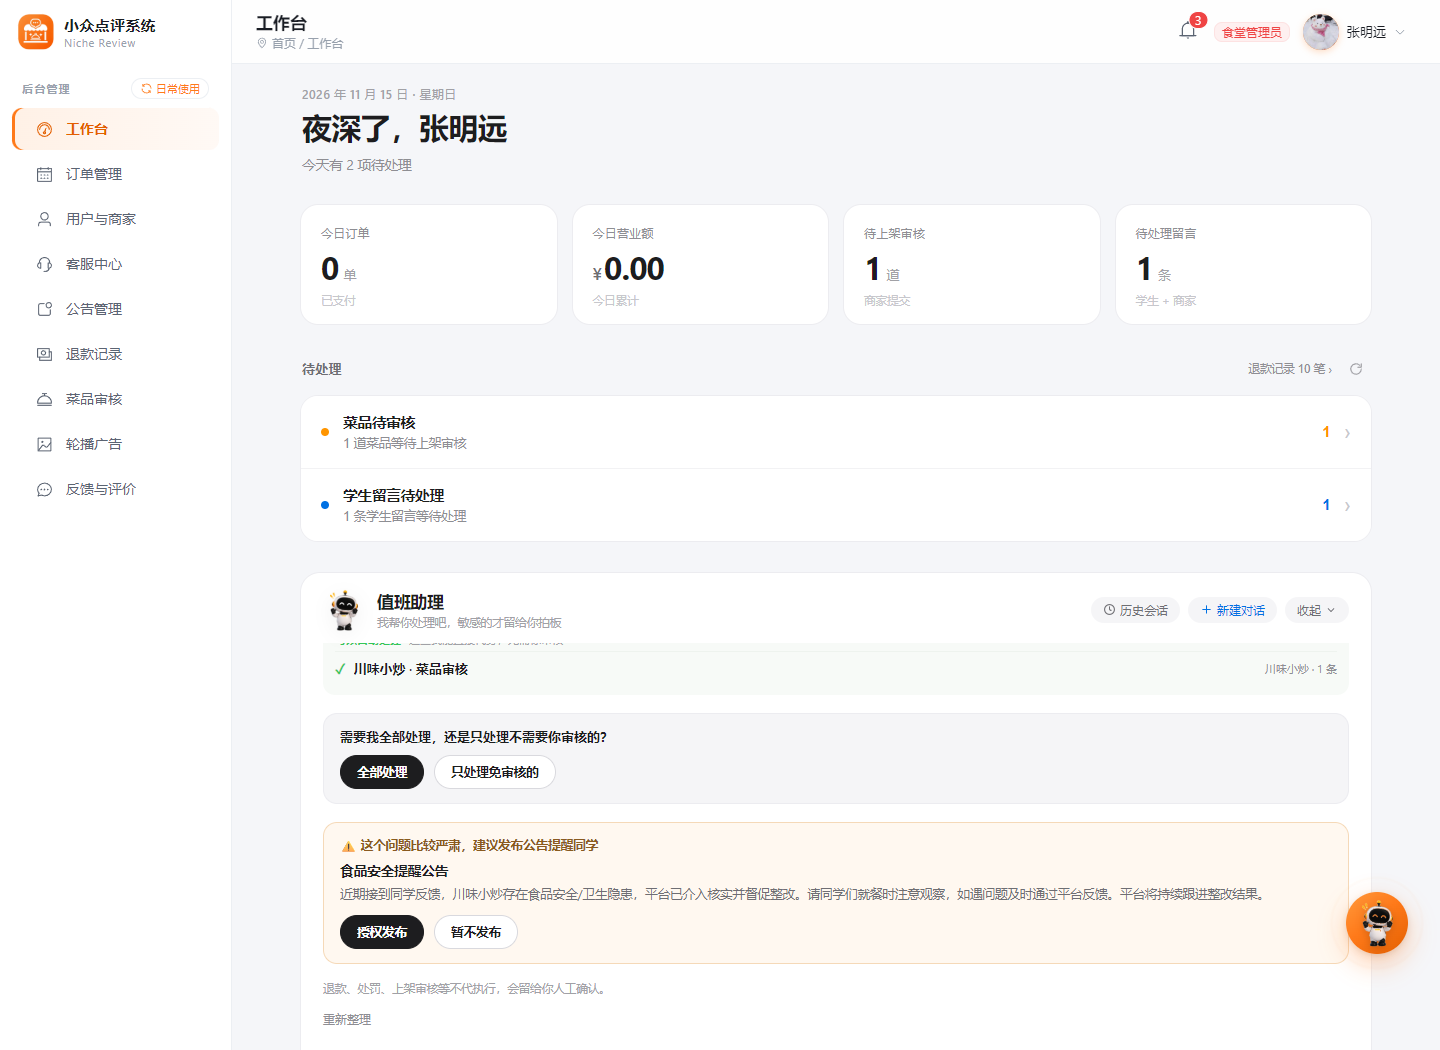 小众点评系统
Niche Review
后台管理
日常使用
工作台
订单管理
用户与商家
客服中心
公告管理
退款记录
菜品审核
轮播广告
反馈与评价
工作台
首页 / 工作台
3
食堂管理员
张明远
2026 年 11 月 15 日 · 星期日
夜深了，张明远
今天有 2 项待处理
今日订单
0 单
已支付
今日营业额
¥0.00
今日累计
待上架审核
1 道
商家提交
待处理留言
1 条
学生 + 商家
待处理
退款记录 10 笔 ›
菜品待审核
1 道菜品等待上架审核
1 ›
学生留言待处理
1 条学生留言等待处理
1 ›
值班助理
我帮你处理吧，敏感的才留给你拍板
历史会话
+ 新建对话
收起
✓ 川味小炒 · 菜品审核
川味小炒 · 1 条
需要我全部处理，还是只处理不需要你审核的？
全部处理
只处理免审核的
这个问题比较严肃，建议发布公告提醒同学
食品安全提醒公告
近期接到同学反馈，川味小炒存在食品安全/卫生隐患，平台已介入核实并督促整改。请同学们就餐时注意观察，如遇问题及时通过平台反馈。平台将持续跟进整改结果。
授权发布
暂不发布
退款、处罚、上架审核等不代执行，会留给你人工确认。
重新整理